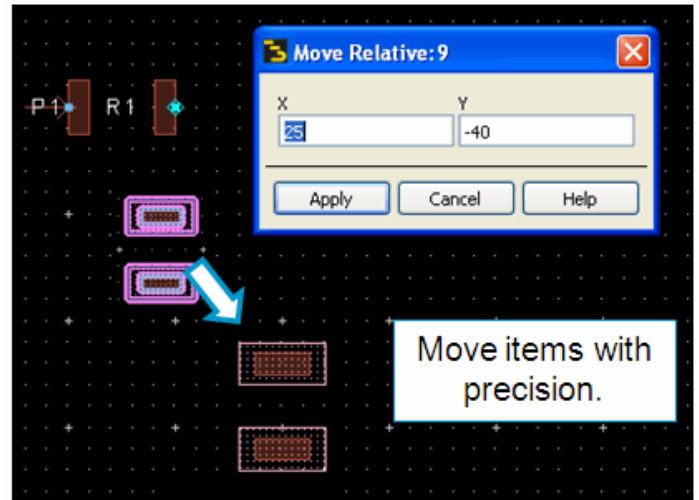 Move Relative:9
X Y
25 -40
Apply Cancel Help
P1 R1
Move items with
precision.